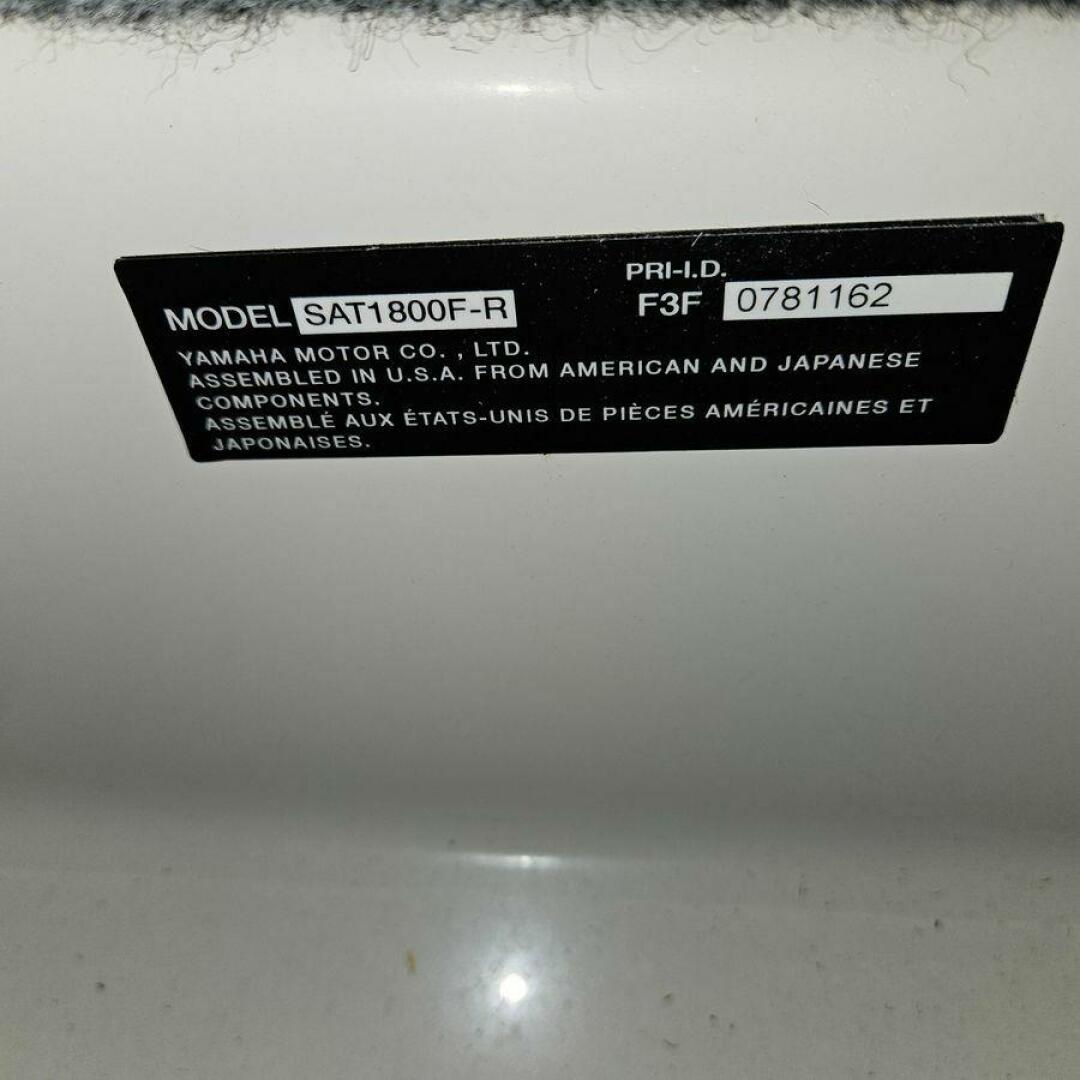 PRI-I.D.
MODEL SAT1800F-R F3F 0781162
YAMAHA MOTOR CO. , LTD.
ASSEMBLED IN U.S.A. FROM AMERICAN AND JAPANESE
COMPONENTS.
ASSEMBLÉ AUX ÉTATS-UNIS DE PIÈCES AMÉRICAINES ET
JAPONAISES.